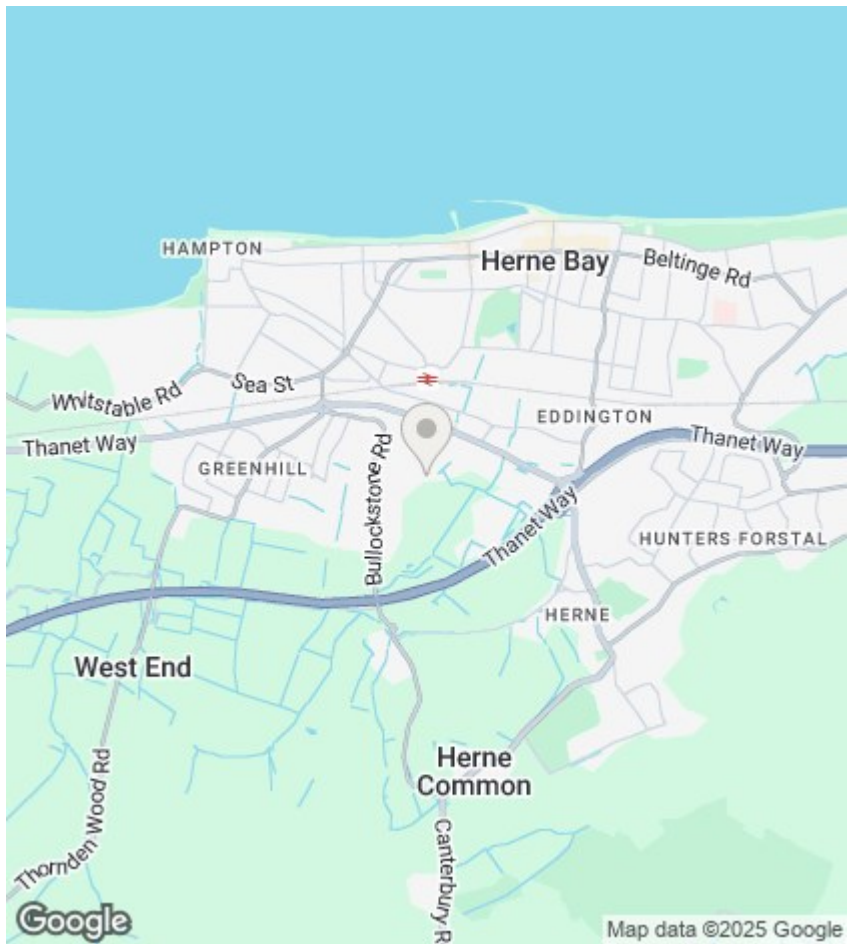 HAMPTON
Herne Bay
Beltinge Rd
Whitstable Rd
Sea St
EDDINGTON
Thanet Way
Thanet Way
GREENHILL
Bullockstone Rd
Thanet Way
HUNTERS FORSTAL
HERNE
West End
Herne
Common
Thornden Wood Rd
Canterbury R
Google
Map data ©2025 Google